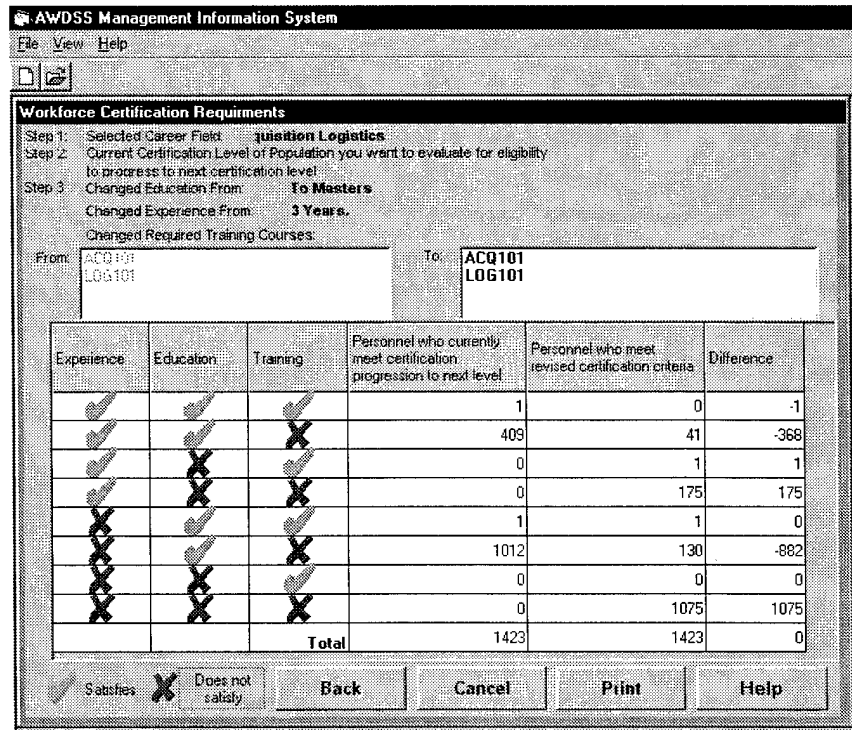 AWDSS Management Information System
File View Help
Workforce Certification Requirments
Step 1: Selected Career Field: quisition Logistics
Step 2: Current Certification Level of Population you want to evaluate for eligibility
to progress to next certification level
Step 3: Changed Education From: To Masters
Changed Experience From: 3 Years.
Changed Required Training Courses:
From: ACQ101 To: ACQ101
LOG101 LOG101
Experience Education Training Personnel who currently meet certification progression to next level Personnel who meet revised certification criteria Difference
1 0 -1
409 41 -368
0 1 1
0 175 175
1 1 0
1012 130 -882
0 0 0
0 1075 1075
Total 1423 1423 0
Satisfies Does not satisfy Back Cancel Print Help